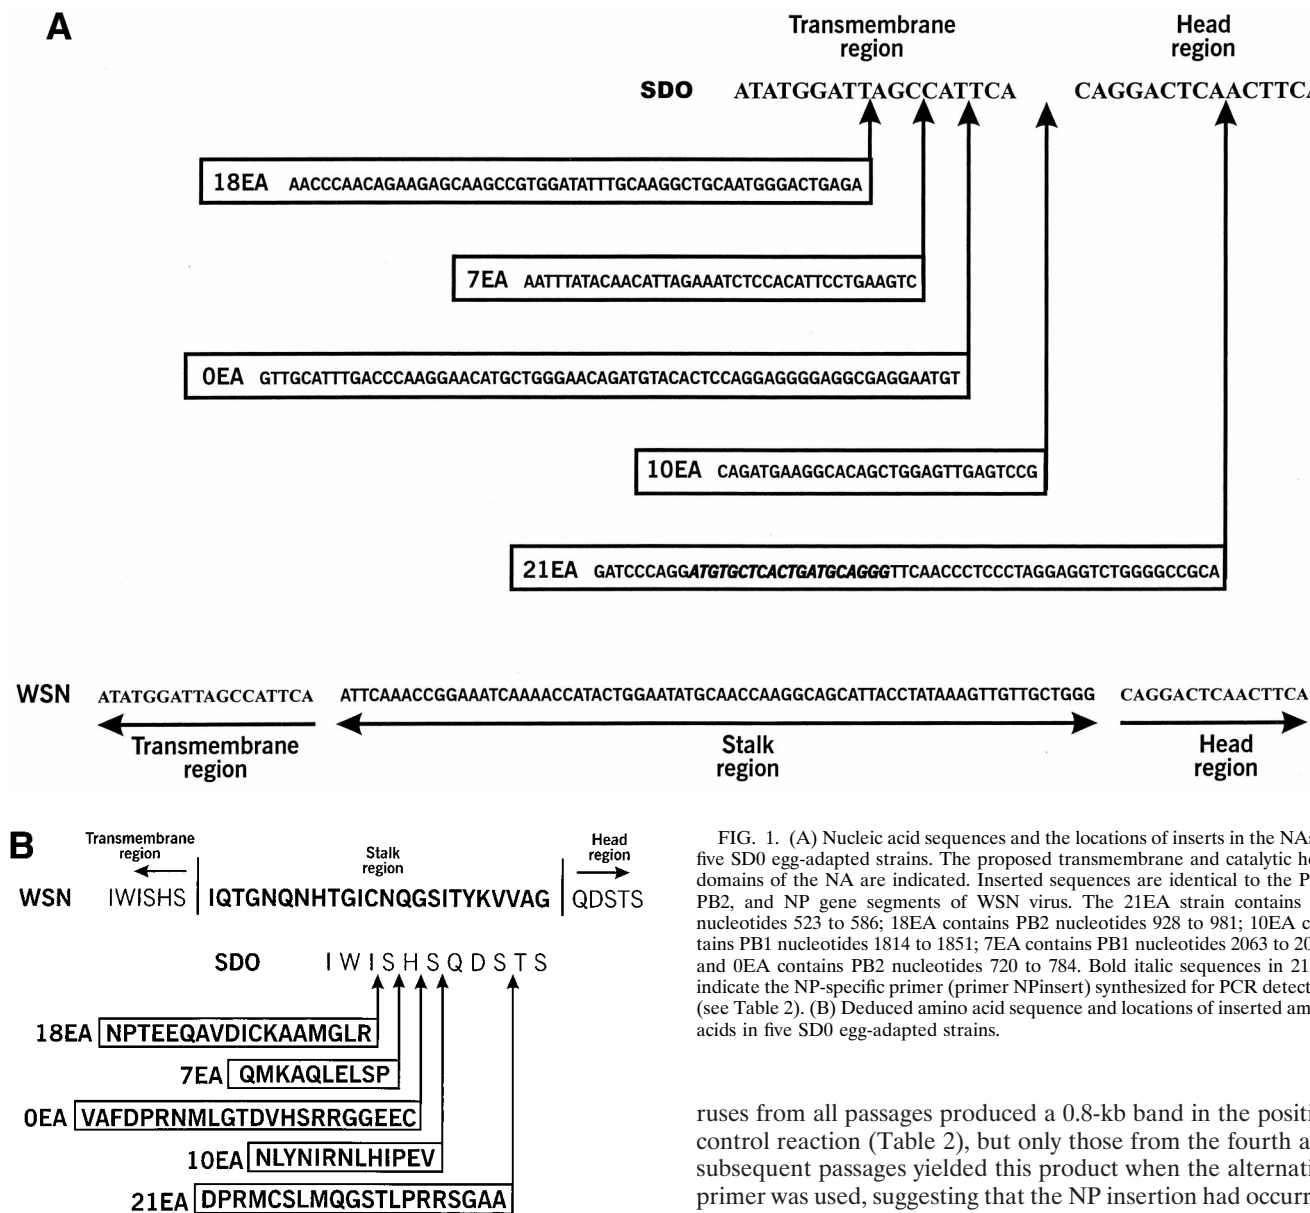 A
Transmembrane
region
Head
region
SDO ATATGGATTAGCCATTCA CAGGACTCAACTTCA
18EA AACCCAACAGAAGAGCAAGCCGTGGATATTTGCAAGGCTGCAATGGGACTGAGA
7EA AATTTATACAACATTAGAAATCTCCACATTCCTGAAGTC
0EA GTTGCATTTGACCCAAGGAACATGCTGGGAACAGATGTACACTCCAGGAGGGGAGGCGAGGAATGT
10EA CAGATGAAGGCACAGCTGGAGTTGAGTCCG
21EA GATCCCAGGATGTGCTCACTGATGCAGGGTTCAACCCTCCCTAGGAGGTCTGGGGCCGCA
WSN ATATGGATTAGCCATTCA ATTCAAACCGGAAATCAAAACCATACTGGAATATGCAACCAAGGCAGCATTACCTATAAAGTTGTTGCTGGG CAGGACTCAACTTCA
Transmembrane
region
Stalk
region
Head
region
B
Transmembrane
region
Stalk
region
Head
region
WSN IWISHS IQTGNQNHTGICNQGSITYKVVAG QDSTS
SDO IWISHSQDSTS
18EA NPTEEQAVDICKAAMGLR
7EA QMKAQLELSP
0EA VAFDPRNMLGTDVHSRRGGEEC
10EA NLYNIRNLHIPEV
21EA DPRMCSLMQGSTLPRRSGAA
FIG. 1. (A) Nucleic acid sequences and the locations of inserts in the NAs
five SD0 egg-adapted strains. The proposed transmembrane and catalytic he
domains of the NA are indicated. Inserted sequences are identical to the P
PB2, and NP gene segments of WSN virus. The 21EA strain contains
nucleotides 523 to 586; 18EA contains PB2 nucleotides 928 to 981; 10EA c
tains PB1 nucleotides 1814 to 1851; 7EA contains PB1 nucleotides 2063 to 20
and 0EA contains PB2 nucleotides 720 to 784. Bold italic sequences in 21
indicate the NP-specific primer (primer NPinsert) synthesized for PCR detect
(see Table 2). (B) Deduced amino acid sequence and locations of inserted am
acids in five SD0 egg-adapted strains.
ruses from all passages produced a 0.8-kb band in the positi
control reaction (Table 2), but only those from the fourth a
subsequent passages yielded this product when the alternati
primer was used, suggesting that the NP insertion had occurr